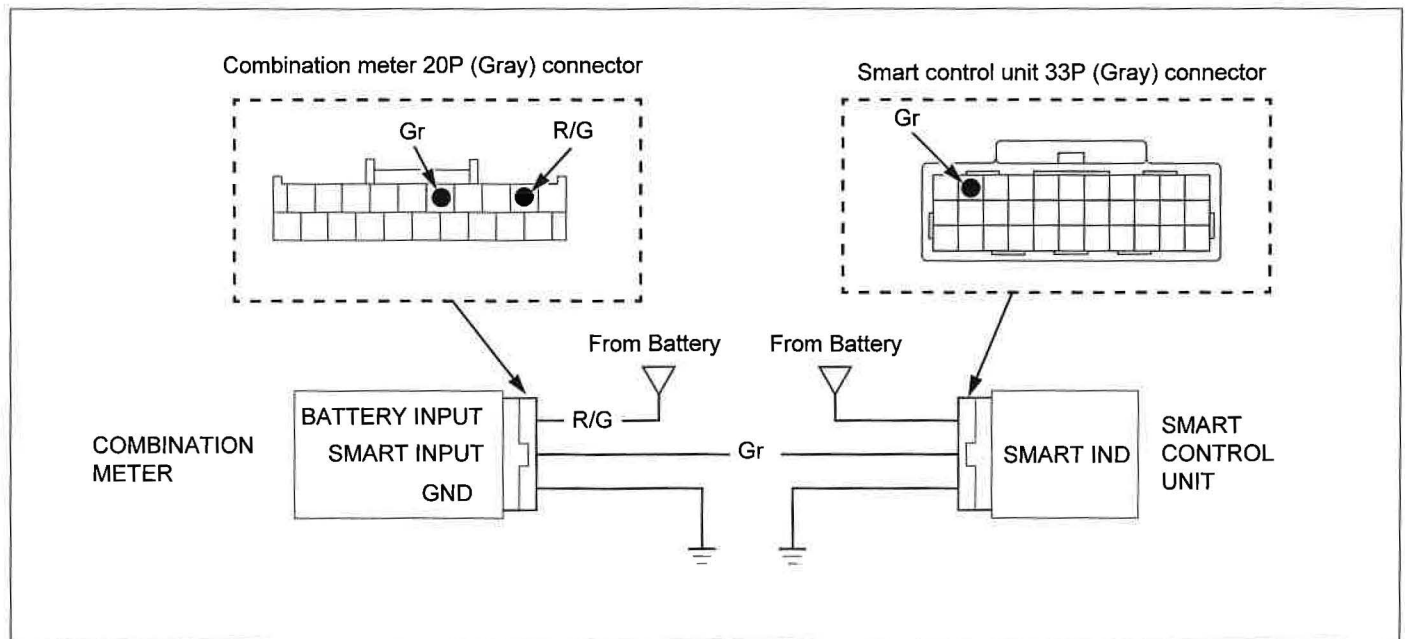 Combination meter 20P (Gray) connector
Gr
R/G
Smart control unit 33P (Gray) connector
Gr
From Battery
From Battery
COMBINATION
METER
BATTERY INPUT
SMART INPUT
GND
R/G
Gr
SMART IND
SMART
CONTROL
UNIT